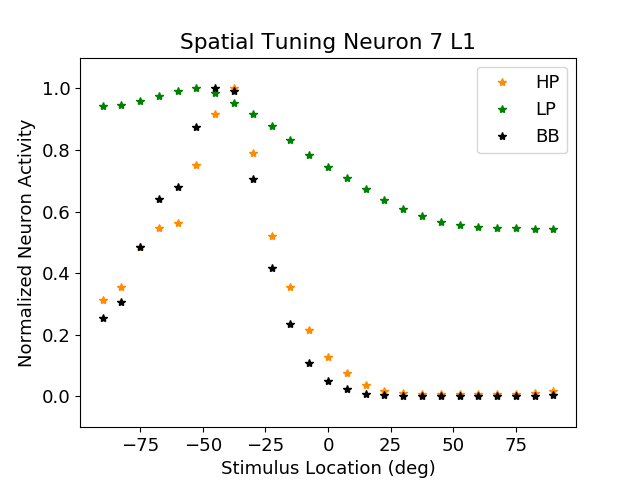 Spatial Tuning Neuron 7 L1
HP
LP
BB
Normalized Neuron Activity
1.0
0.8
0.6
0.4
0.2
0.0
−75 −50 −25 0 25 50 75
Stimulus Location (deg)